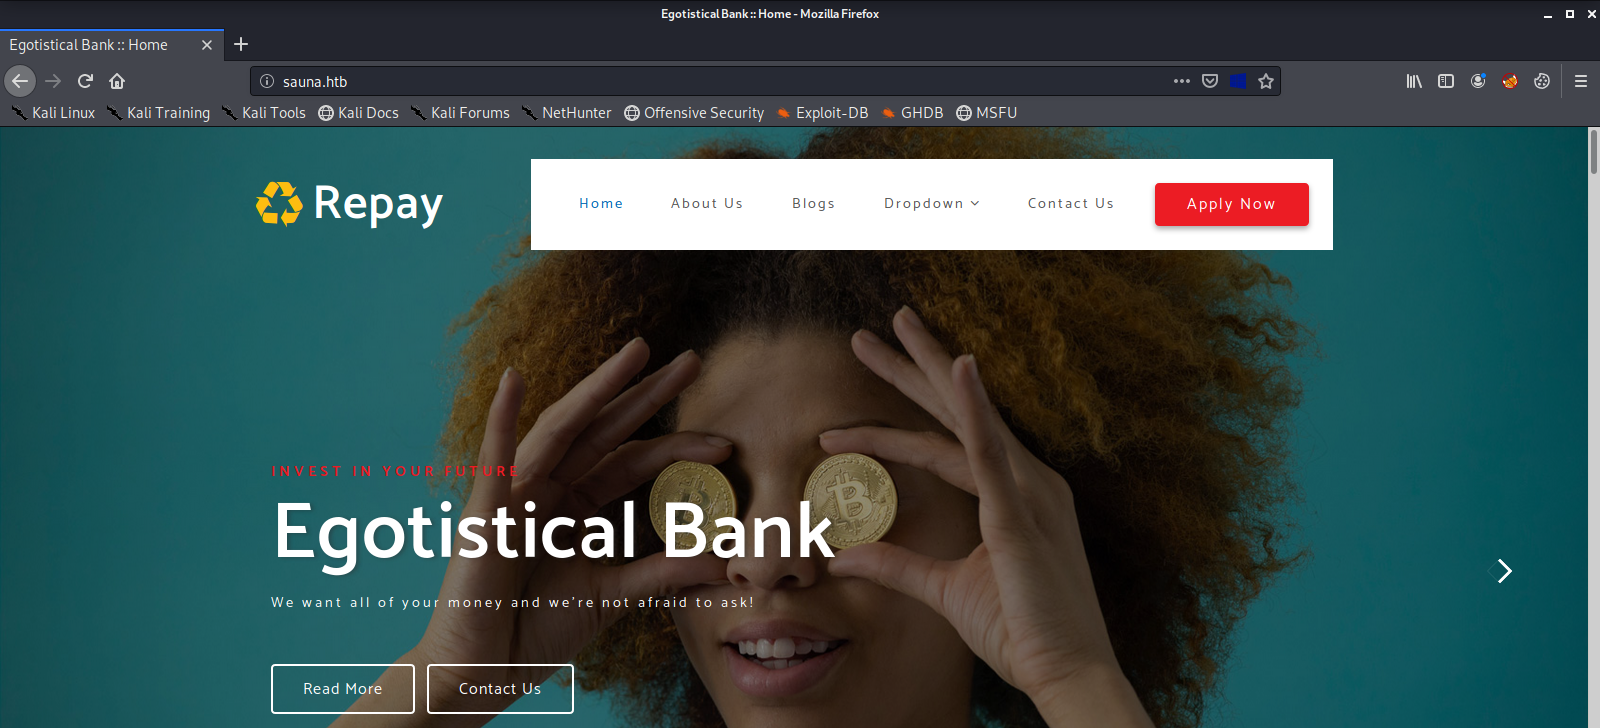 Egotistical Bank :: Home - Mozilla Firefox
Egotistical Bank :: Home
sauna.htb
Kali Linux Kali Training Kali Tools Kali Docs Kali Forums NetHunter Offensive Security Exploit-DB GHDB MSFU
Repay
Home About Us Blogs Dropdown Contact Us Apply Now
INVEST IN YOUR FUTURE
Egotistical Bank
We want all of your money and we're not afraid to ask!
Read More Contact Us